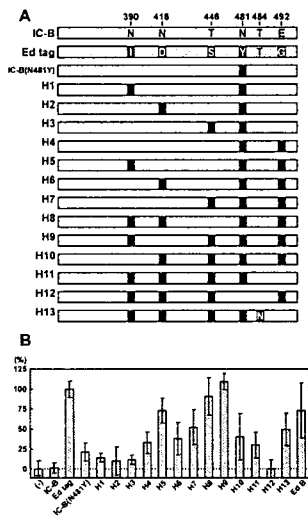 A
390 416 446 481 484 492
IC-B N N T N T E
Ed tag I D S Y T G
IC-B(N481Y)
H1
H2
H3
H4
H5
H6
H7
H8
H9
H10
H11
H12
H13 N
B
(%)
125
100
75
50
25
0
(-) IC-B Ed tag IC-B(N481Y) H1 H2 H3 H4 H5 H6 H7 H8 H9 H10 H11 H12 H13 Ed B